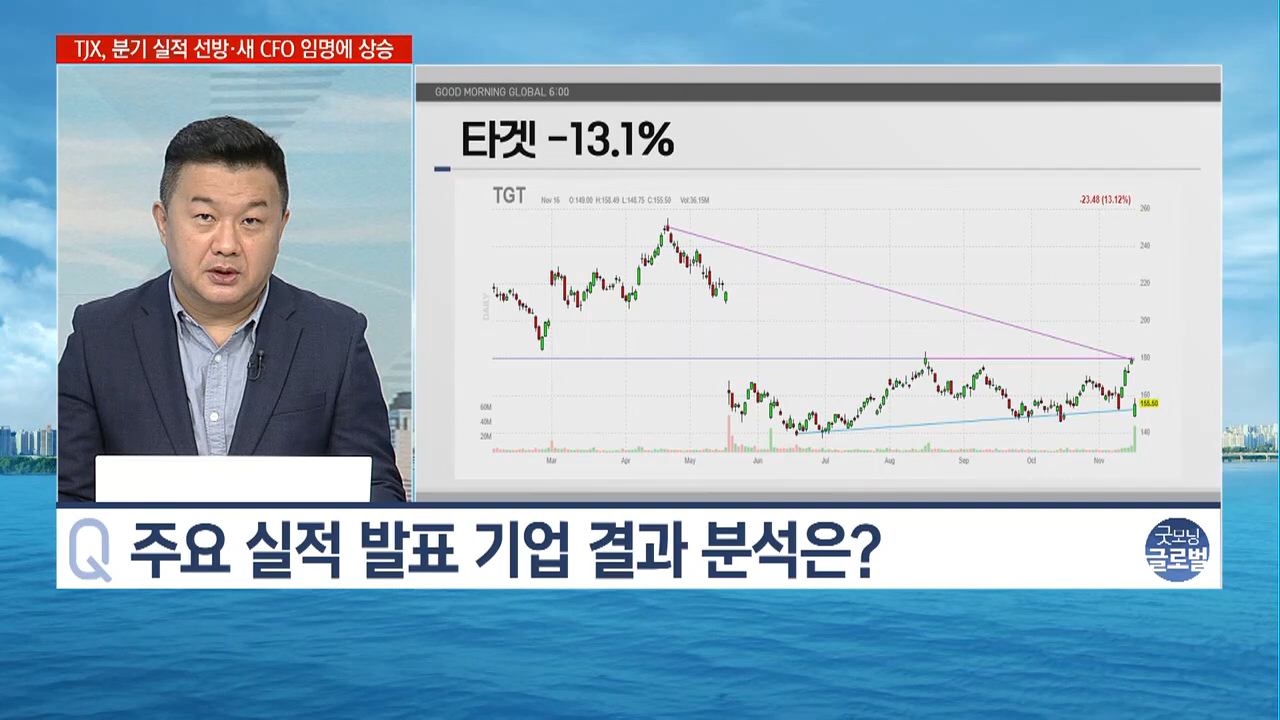 TJX, 분기 실적 선방·새 CFO 임명에 상승
GOOD MORNING GLOBAL 6:00
타겟 -13.1%
TGT
Nov 16 O:149.00 H:158.49 L:148.75 C:155.50 Vol:36.15M
-23.48 (13.12%)
260
240
220
200
180
160
155.50
140
DAILY
60M
40M
20M
Mar Apr May Jun Jul Aug Sep Oct Nov
Q 주요 실적 발표 기업 결과 분석은?
굿모닝
글로벌